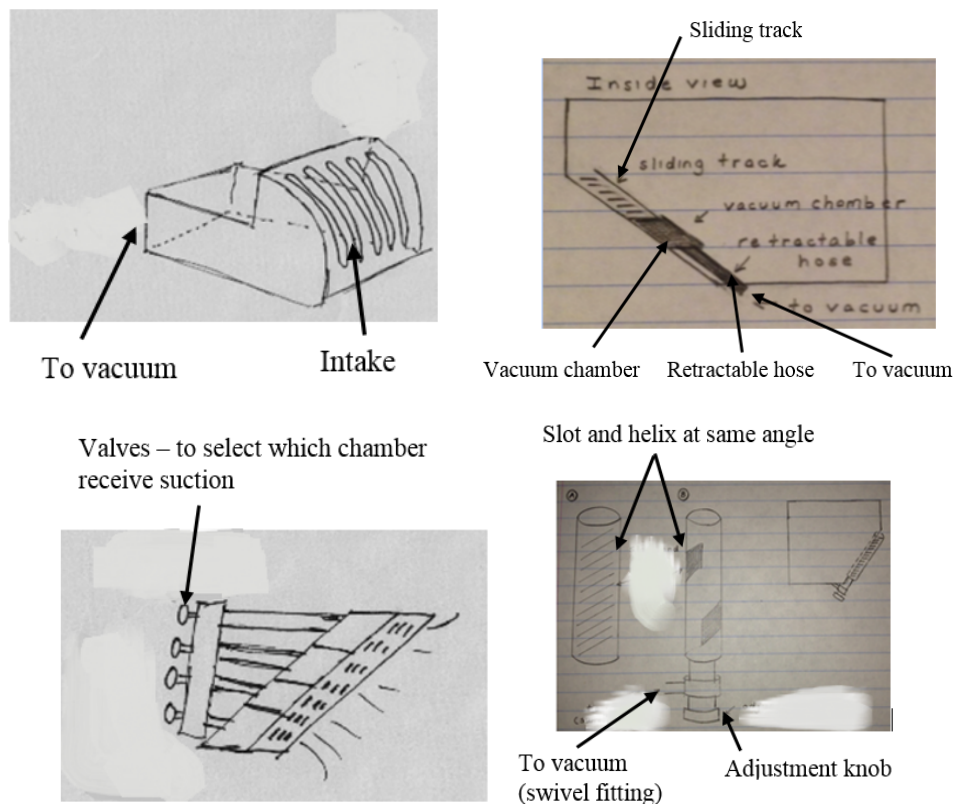 Sliding track
Inside view
sliding track
vacuum chamber
retractable
hose
to vacuum
To vacuum
Intake
Vacuum chamber
Retractable hose
To vacuum
Valves – to select which chamber
receive suction
Slot and helix at same angle
A
B
To vacuum
(swivel fitting)
Adjustment knob